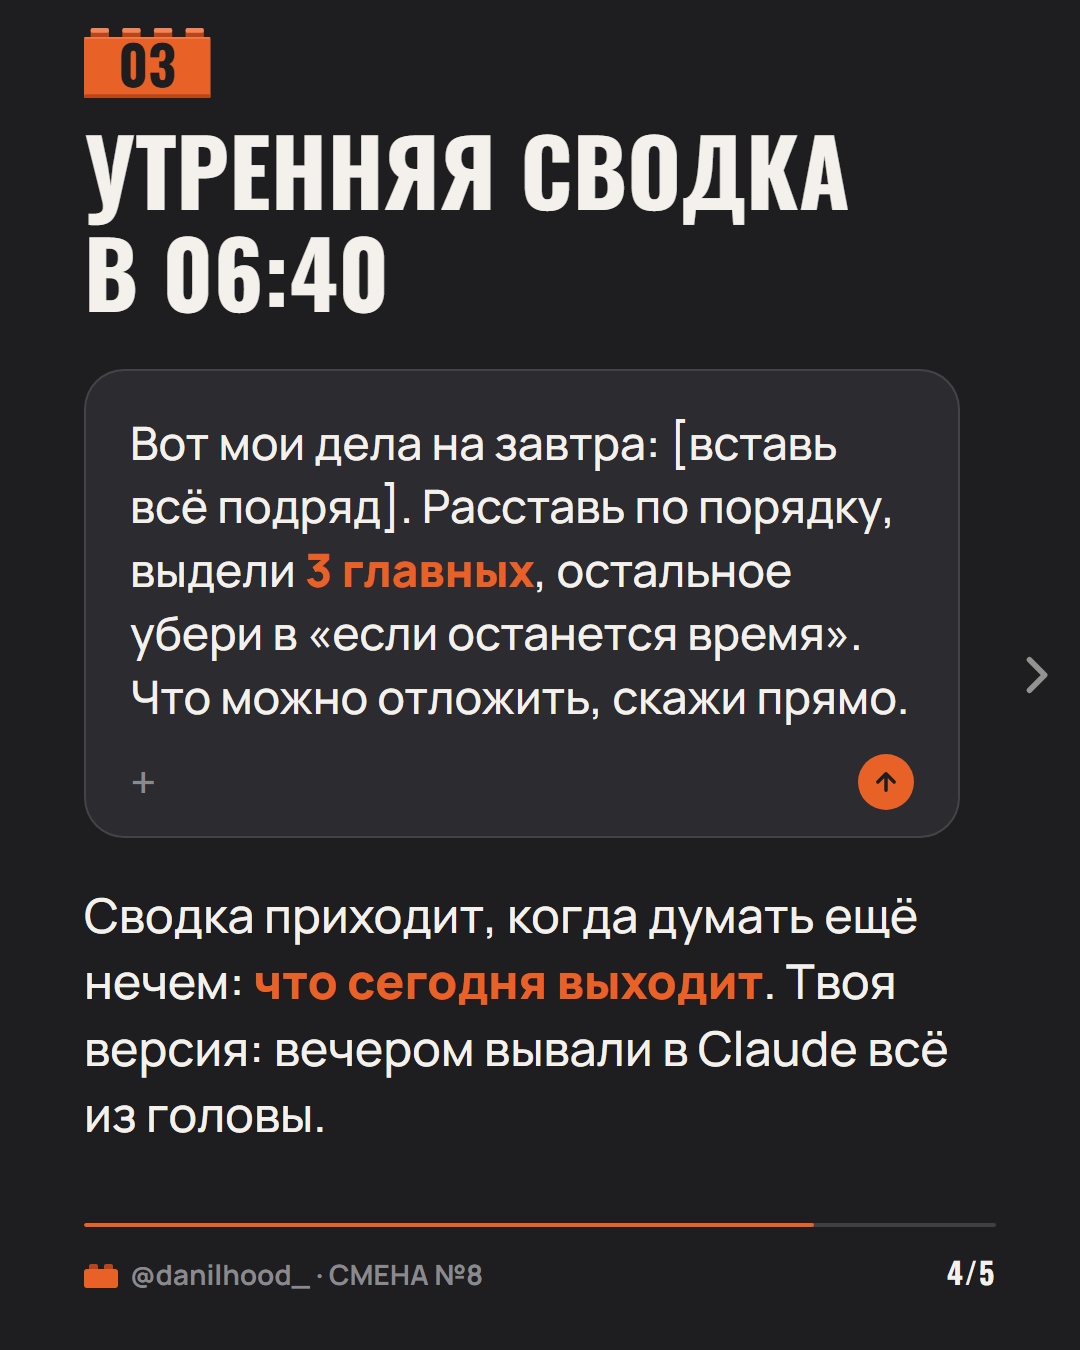 03
УТРЕННЯЯ СВОДКА
В 06:40
Вот мои дела на завтра: [вставь
всё подряд]. Расставь по порядку,
выдели 3 главных, остальное
убери в «если останется время».
Что можно отложить, скажи прямо.
+
Сводка приходит, когда думать ещё
нечем: что сегодня выходит. Твоя
версия: вечером вывали в Claude всё
из головы.
@danilhood_ · СМЕНА №8
4/5